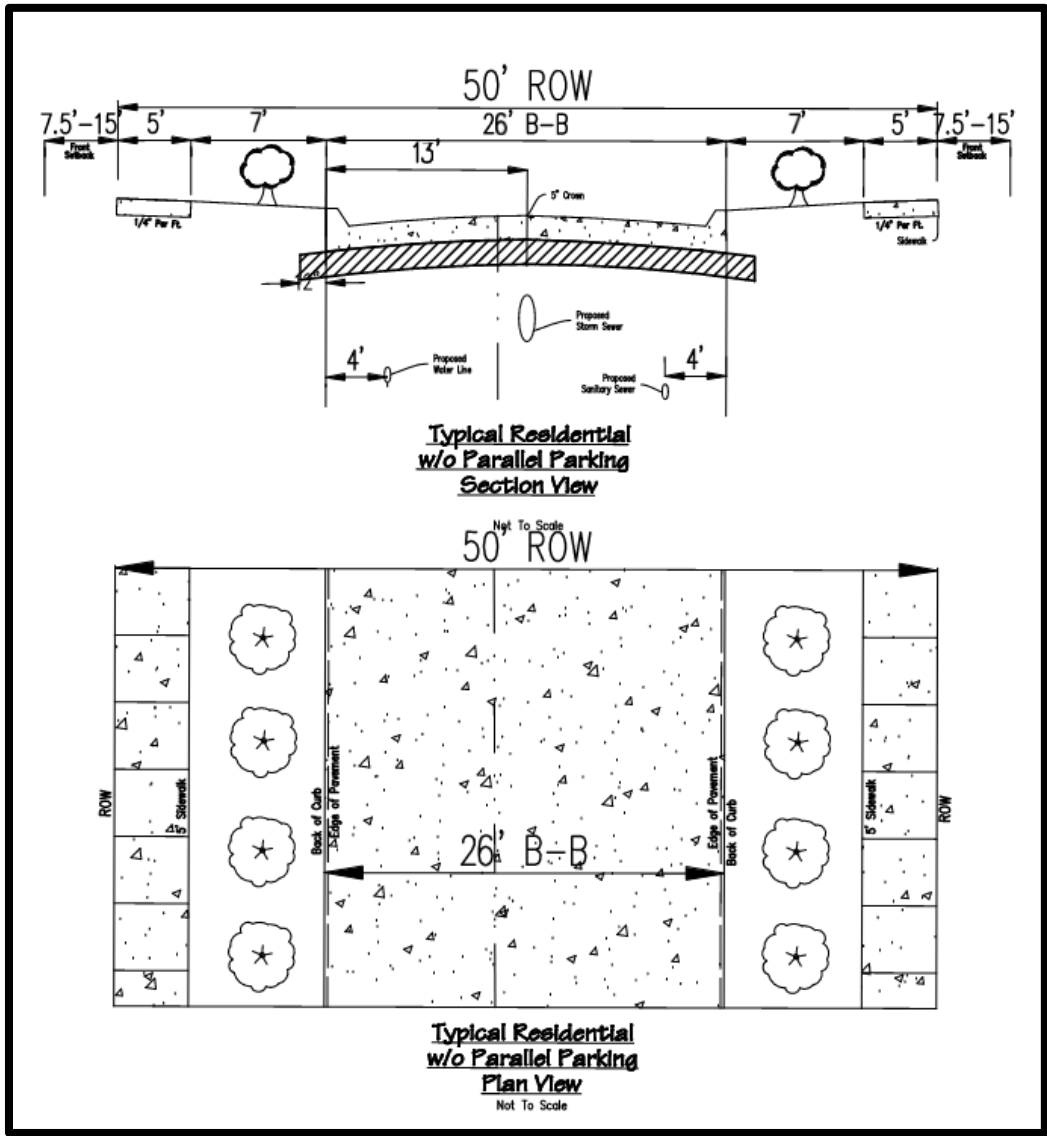 50' ROW
7.5'-15' 5' 7' 26' B-B 7' 5' 7.5'-15'
Front
Setback
Front
Setback
13'
5" Crown
1/4" Per Ft.
1/4" Per Ft.
Sidewalk
2'
Proposed
Storm Sewer
4'
Proposed
Water Line
4'
Proposed
Sanitary Sewer
Typical Residential
w/o Parallel Parking
Section View
Not To Scale
50' ROW
ROW
5' Sidewalk
Back of Curb
Edge of Pavement
26' B-B
Edge of Pavement
Back of Curb
5' Sidewalk
ROW
Typical Residential
w/o Parallel Parking
Plan View
Not To Scale